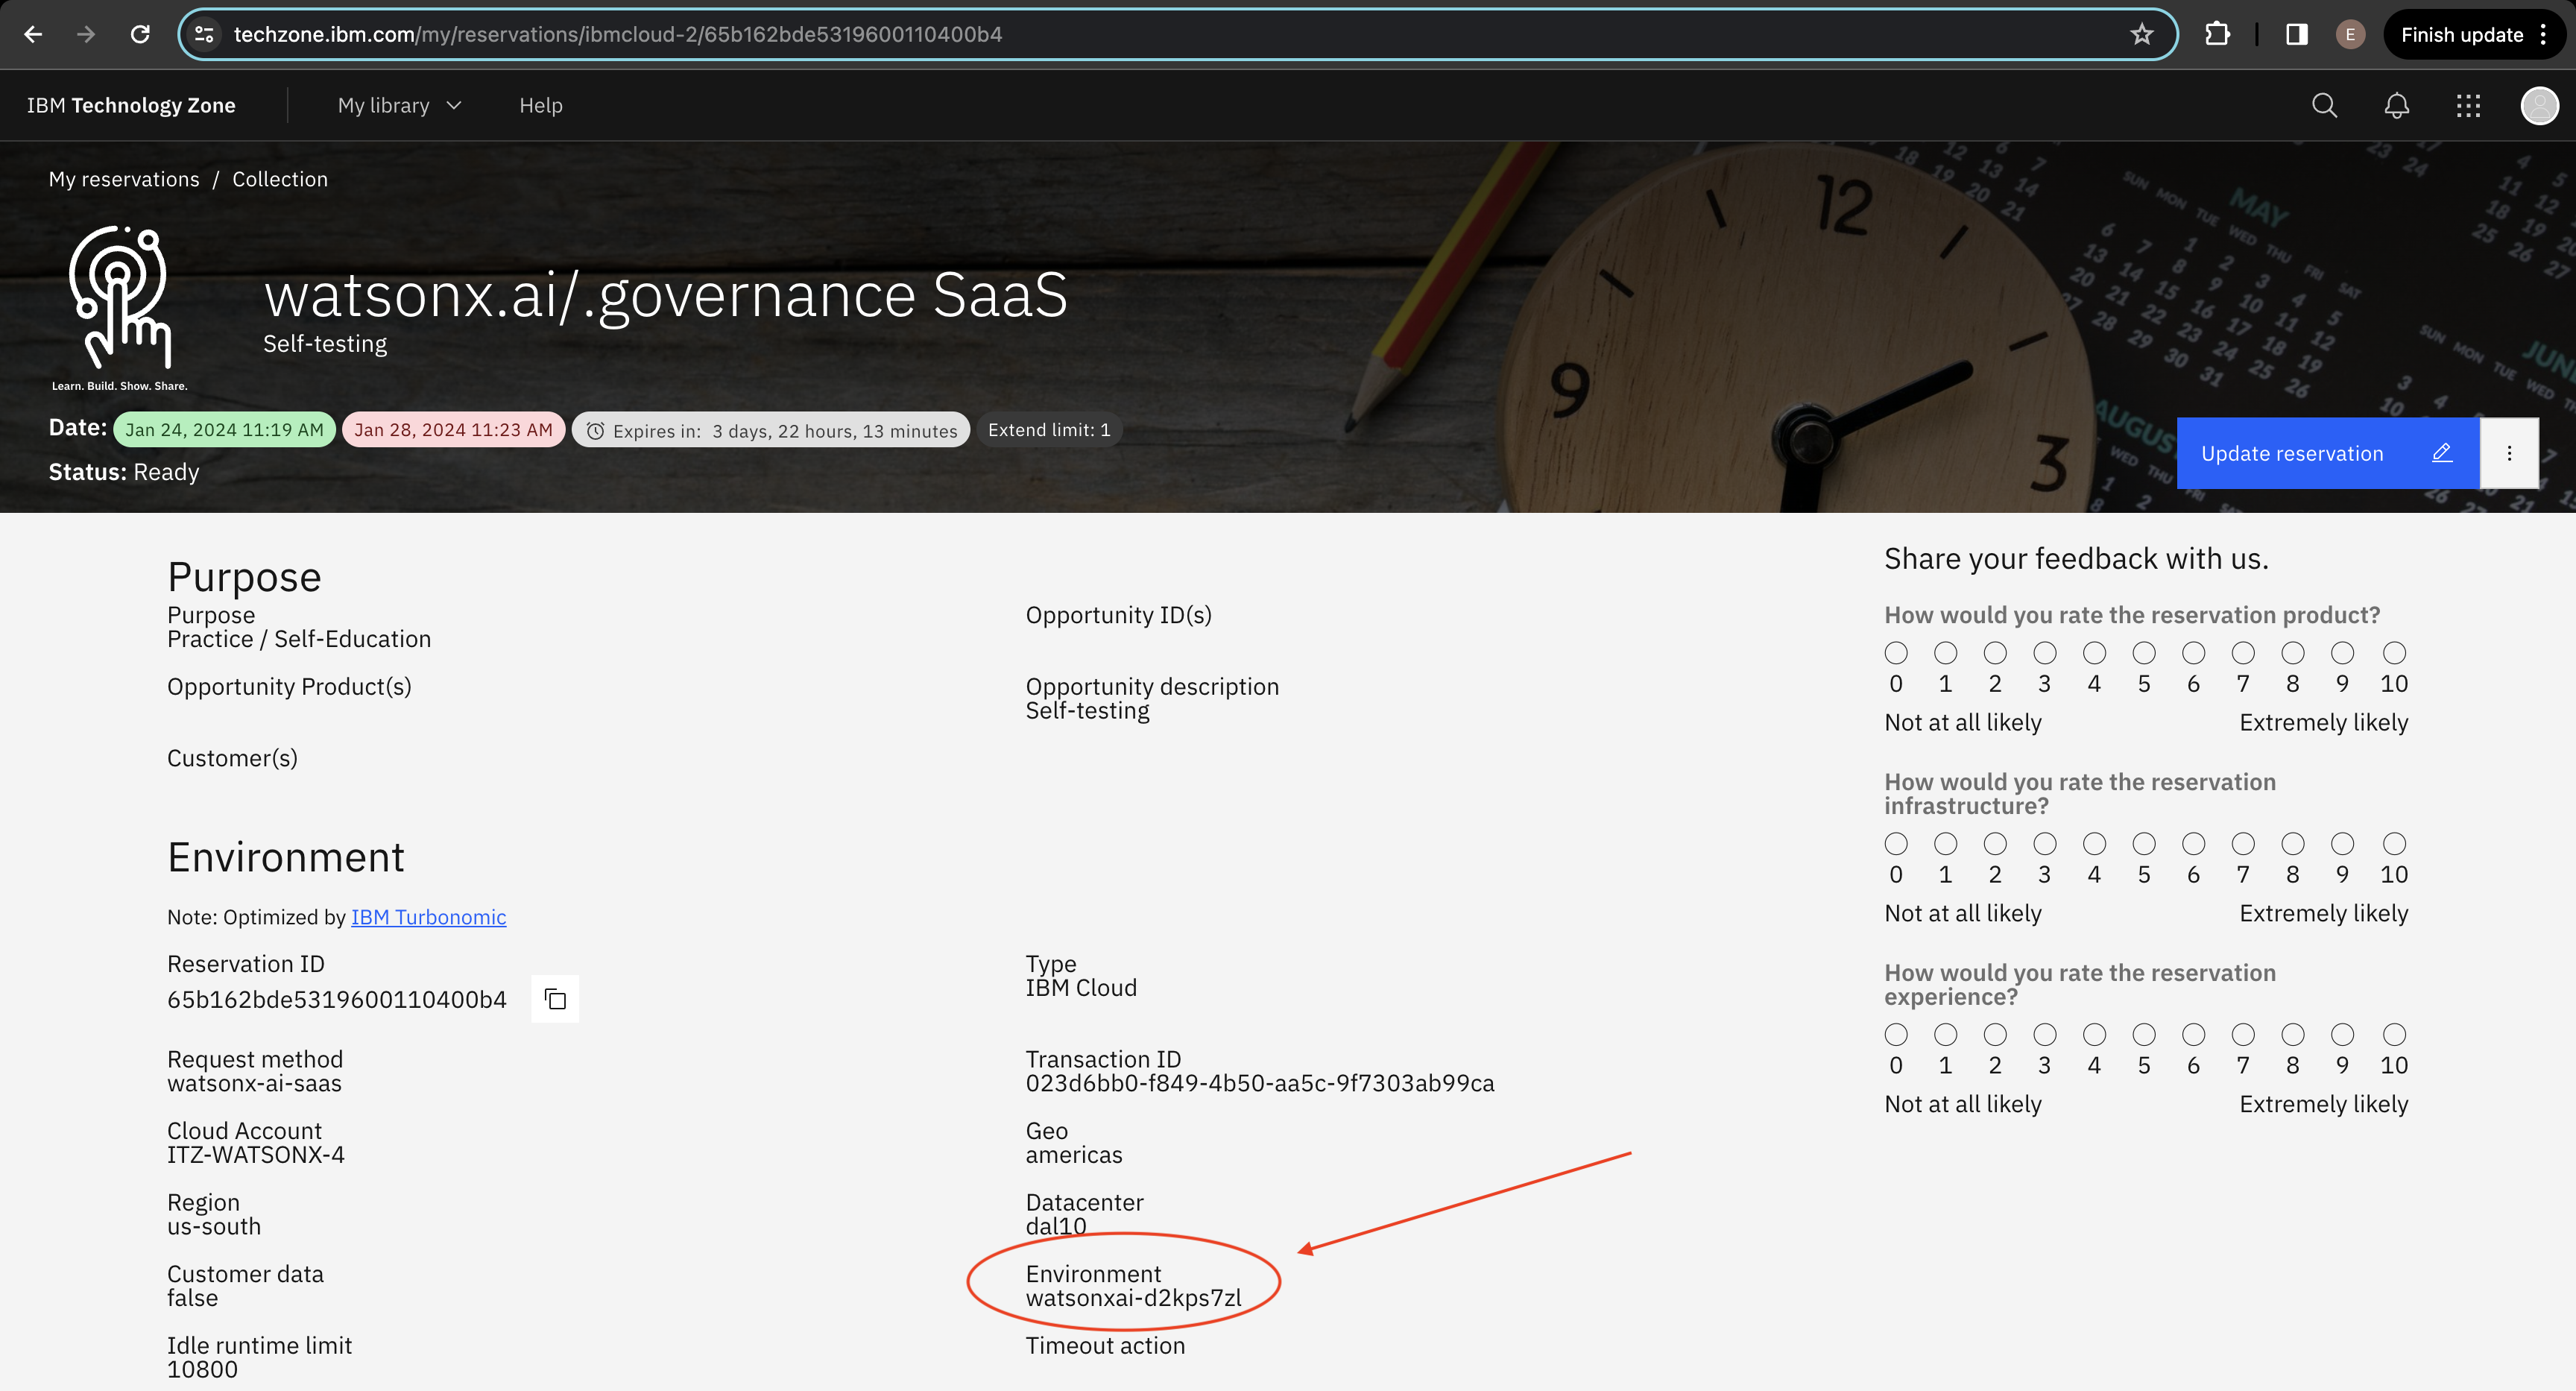 techzone.ibm.com/my/reservations/ibmcloud-2/65b162bde5319600110400b4
E
Finish update
IBM Technology Zone
My library
Help
My reservations / Collection
watsonx.ai/.governance SaaS
Self-testing
Learn. Build. Show. Share.
Date: Jan 24, 2024 11:19 AM Jan 28, 2024 11:23 AM Expires in: 3 days, 22 hours, 13 minutes Extend limit: 1
Status: Ready
Update reservation
12
9
3
MAY
AUGUST
Purpose
Purpose
Practice / Self-Education
Opportunity ID(s)
Opportunity Product(s)
Opportunity description
Self-testing
Customer(s)
Environment
Note: Optimized by IBM Turbonomic
Reservation ID
65b162bde5319600110400b4
Type
IBM Cloud
Request method
watsonx-ai-saas
Transaction ID
023d6bb0-f849-4b50-aa5c-9f7303ab99ca
Cloud Account
ITZ-WATSONX-4
Geo
americas
Region
us-south
Datacenter
dal10
Customer data
false
Environment
watsonxai-d2kps7zl
Idle runtime limit
10800
Timeout action
Share your feedback with us.
How would you rate the reservation product?
0 1 2 3 4 5 6 7 8 9 10
Not at all likely Extremely likely
How would you rate the reservation
infrastructure?
0 1 2 3 4 5 6 7 8 9 10
Not at all likely Extremely likely
How would you rate the reservation
experience?
0 1 2 3 4 5 6 7 8 9 10
Not at all likely Extremely likely